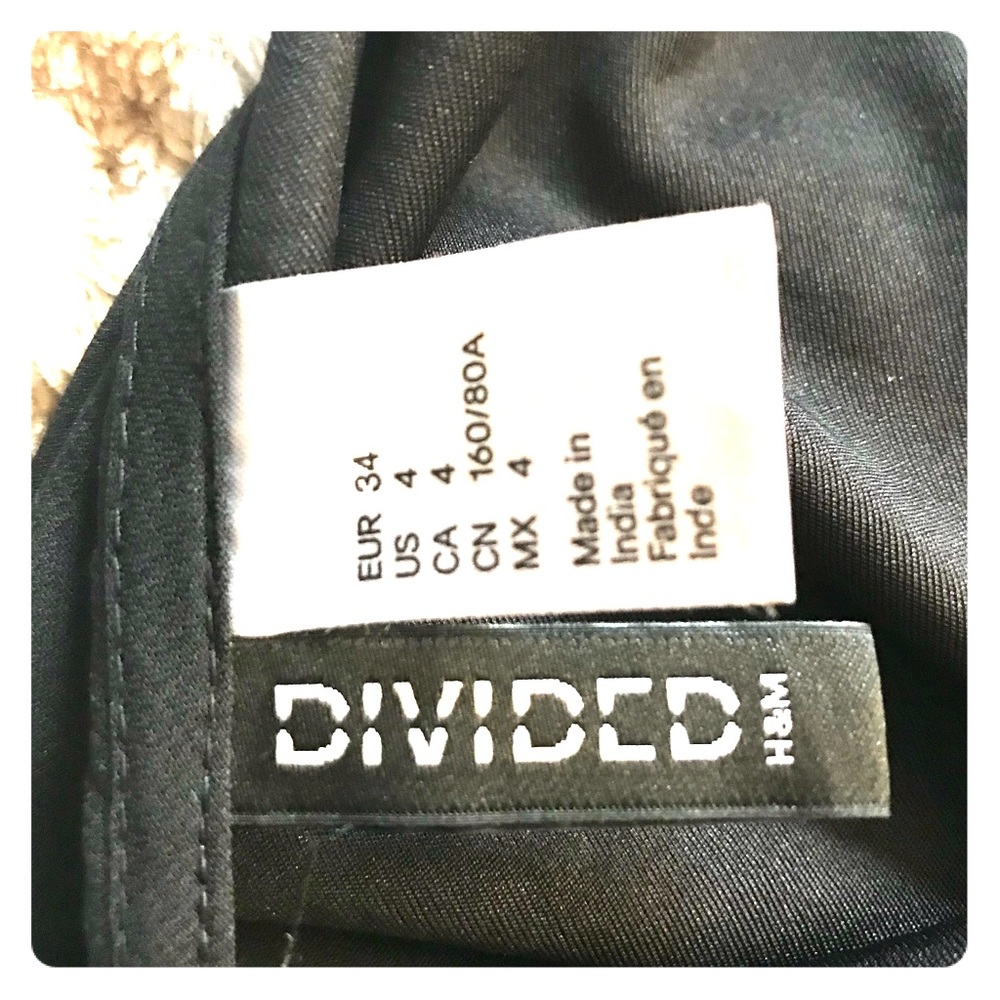 EUR 34
US 4
CA 4
CN 160/80A
MX 4
Made in
India
Fabriqué en
Inde
DIVIDED
H&M